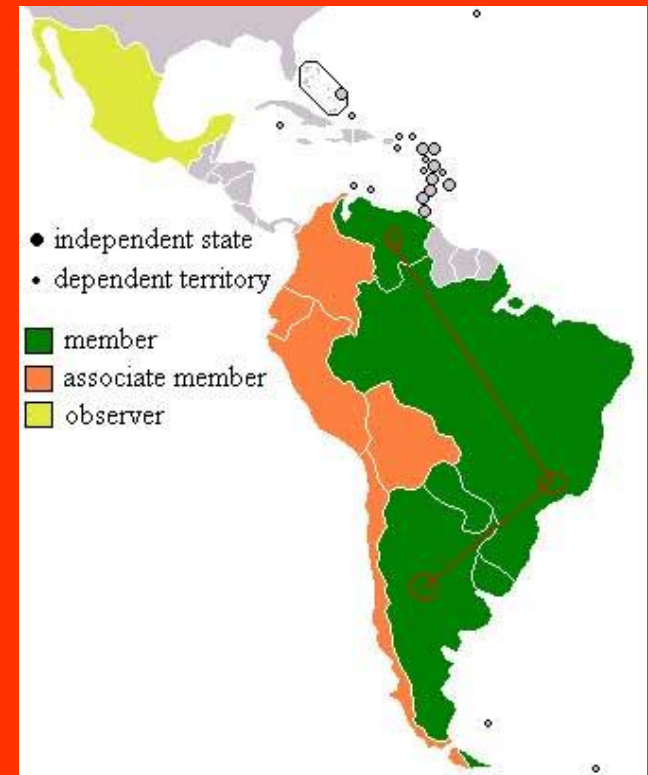 independent state
dependent territory
member
associate member
observer